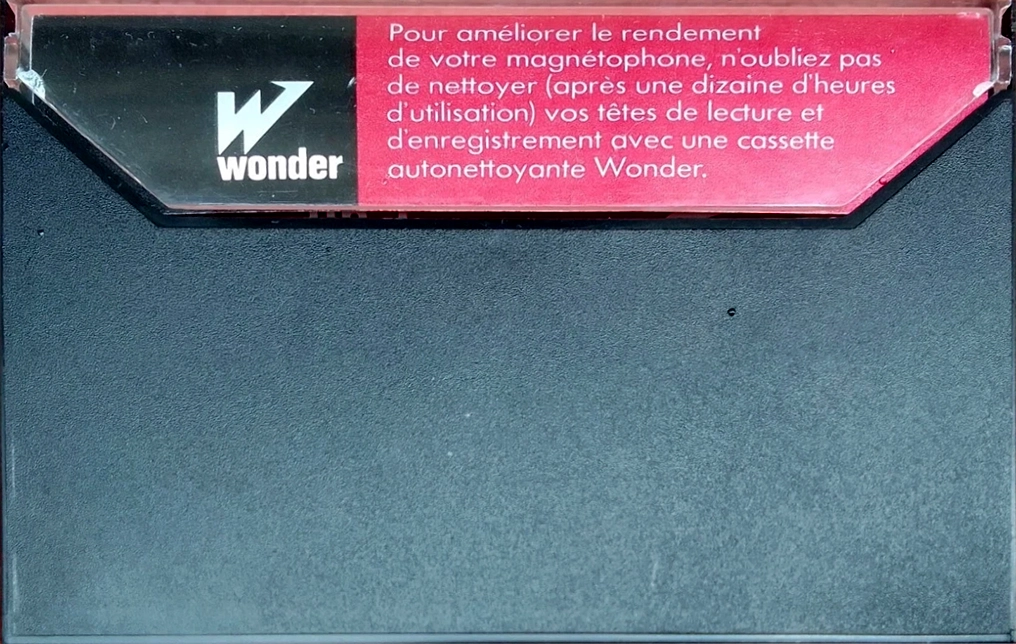 Pour améliorer le rendement
de votre magnétophone, n'oubliez pas
de nettoyer (après une dizaine d'heures
d'utilisation) vos têtes de lecture et
d'enregistrement avec une cassette
autonettoyante Wonder.
W
wonder